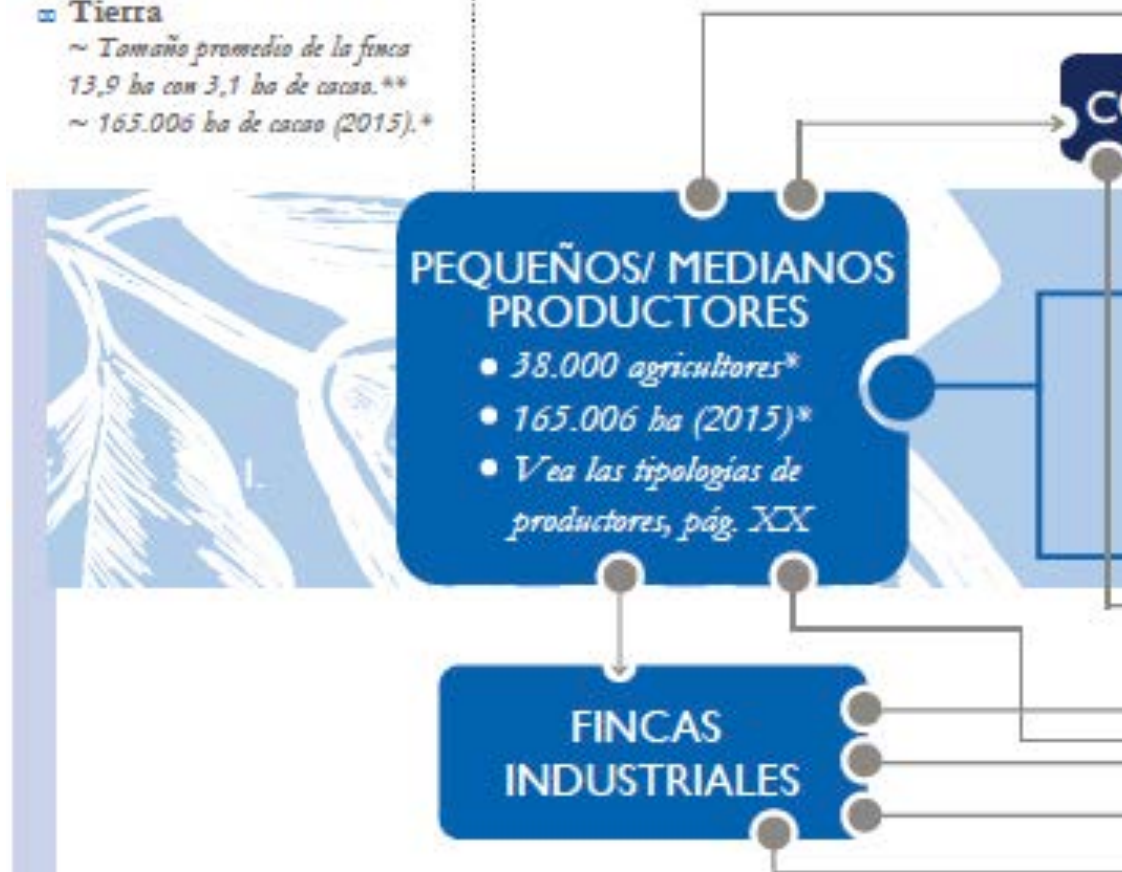 Tierra
~ Tamaño promedio de la finca
13,9 ha con 3,1 ha de cacao.**
~ 165.006 ha de cacao (2015).*
PEQUEÑOS/ MEDIANOS
PRODUCTORES
• 38.000 agricultores*
• 165.006 ha (2015)*
• Vea las tipologías de
productores, pág. XX
FINCAS
INDUSTRIALES